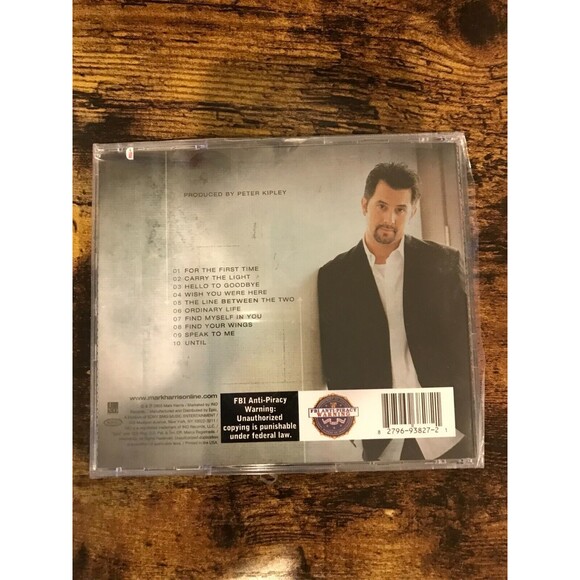 PRODUCED BY PETER KIPLEY
01 FOR THE FIRST TIME
02 CARRY THE LIGHT
03 HELLO TO GOODBYE
04 WISH YOU WERE HERE
05 THE LINE BETWEEN THE TWO
06 ORDINARY LIFE
07 FIND MYSELF IN YOU
08 FIND YOUR WINGS
09 SPEAK TO ME
10 UNTIL
www.markharrisonline.com
FBI Anti-Piracy
Warning:
Unauthorized
copying is punishable
under federal law.
FBI ANTI-PIRACY
WARNING
8 2796-93827-2 1